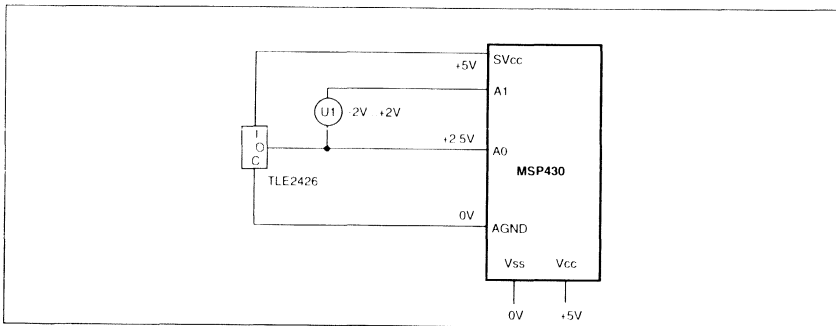 SVcc
+5V
A1
U1 -2V +2V
+2.5V
A0
I
O
C
MSP430
TLE2426
0V
AGND
Vss Vcc
0V +5V